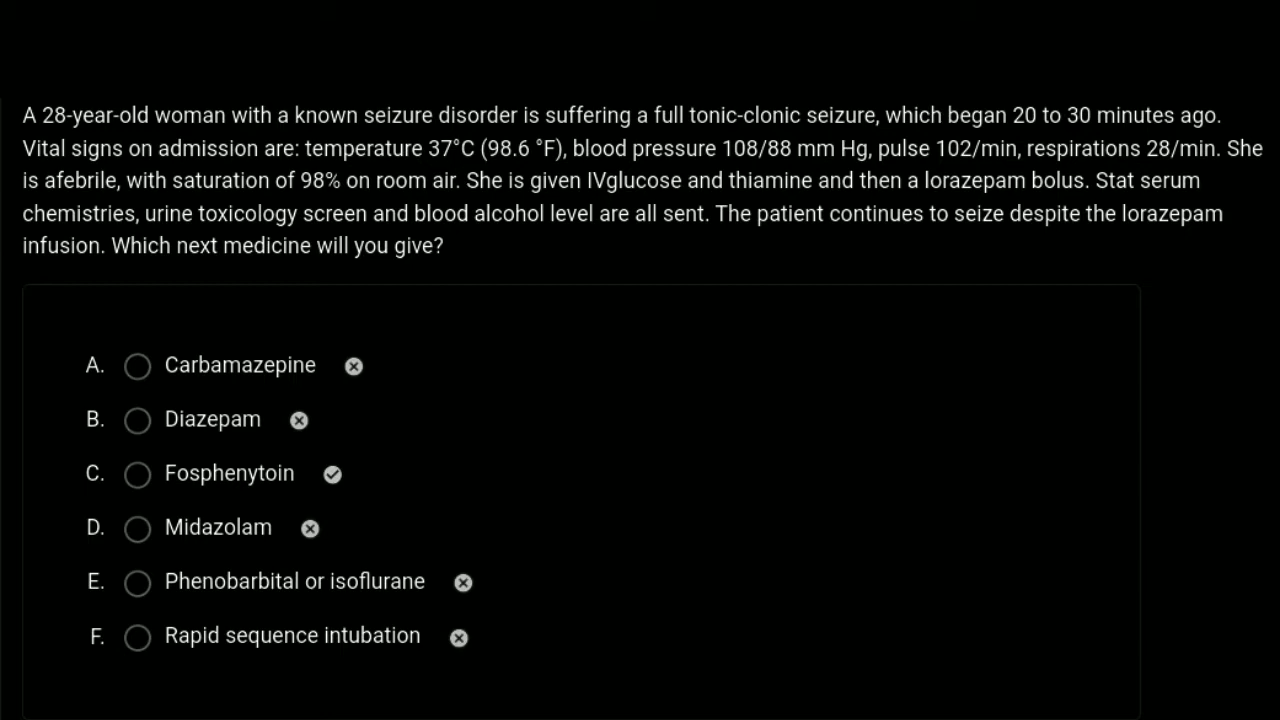 A 28-year-old woman with a known seizure disorder is suffering a full tonic-clonic seizure, which began 20 to 30 minutes ago.
Vital signs on admission are: temperature 37°C (98.6 °F), blood pressure 108/88 mm Hg, pulse 102/min, respirations 28/min. She
is afebrile, with saturation of 98% on room air. She is given IVglucose and thiamine and then a lorazepam bolus. Stat serum
chemistries, urine toxicology screen and blood alcohol level are all sent. The patient continues to seize despite the lorazepam
infusion. Which next medicine will you give?
A. Carbamazepine
B. Diazepam
C. Fosphenytoin
D. Midazolam
E. Phenobarbital or isoflurane
F. Rapid sequence intubation